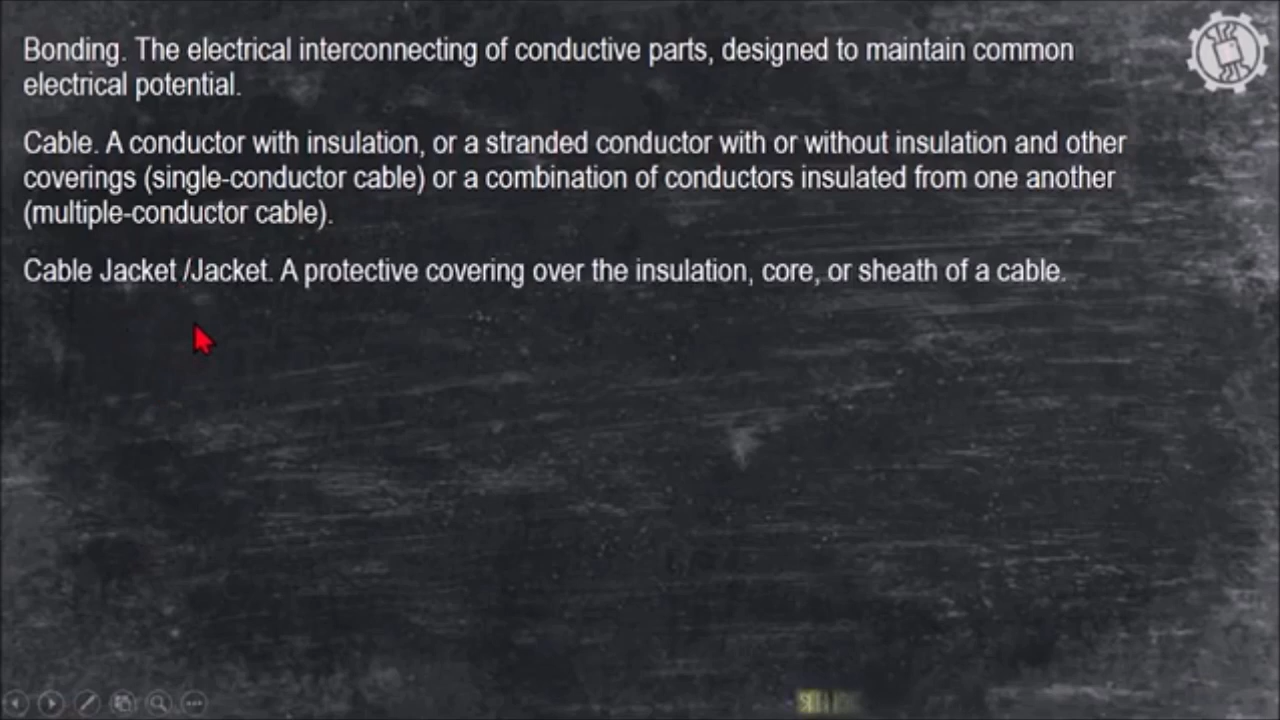 Bonding. The electrical interconnecting of conductive parts, designed to maintain common
electrical potential.
Cable. A conductor with insulation, or a stranded conductor with or without insulation and other
coverings (single-conductor cable) or a combination of conductors insulated from one another
(multiple-conductor cable).
Cable Jacket /Jacket. A protective covering over the insulation, core, or sheath of a cable.